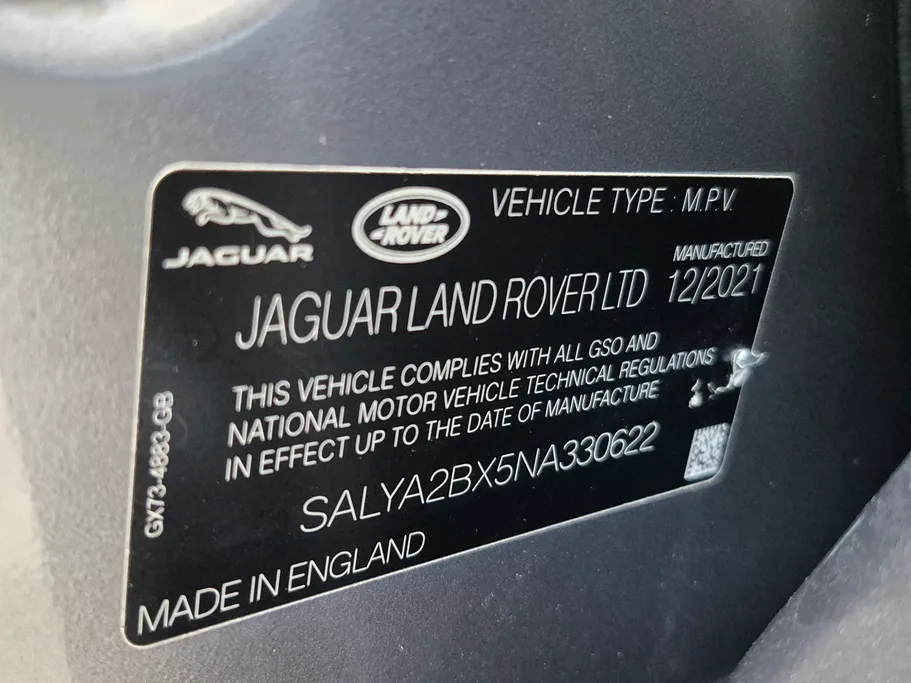 JAGUAR
LAND-
-ROVER
VEHICLE TYPE : M.P.V.
MANUFACTURED
12/2021
JAGUAR LAND ROVER LTD
THIS VEHICLE COMPLIES WITH ALL GSO AND
NATIONAL MOTOR VEHICLE TECHNICAL REGULATIONS
IN EFFECT UP TO THE DATE OF MANUFACTURE
SALYA2BX5NA330622
MADE IN ENGLAND
GX73-4883-GB